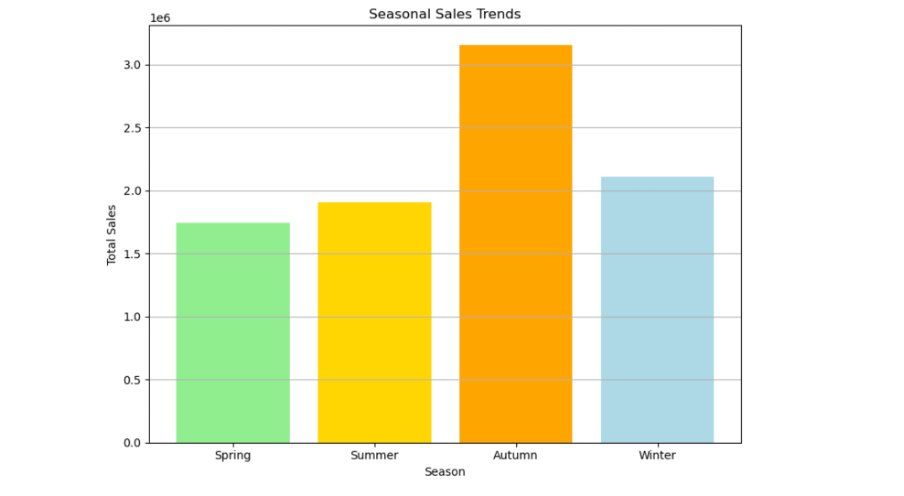 Seasonal Sales Trends
1e6
3.0
2.5
2.0
1.5
1.0
0.5
0.0
Total Sales
Spring Summer Autumn Winter
Season